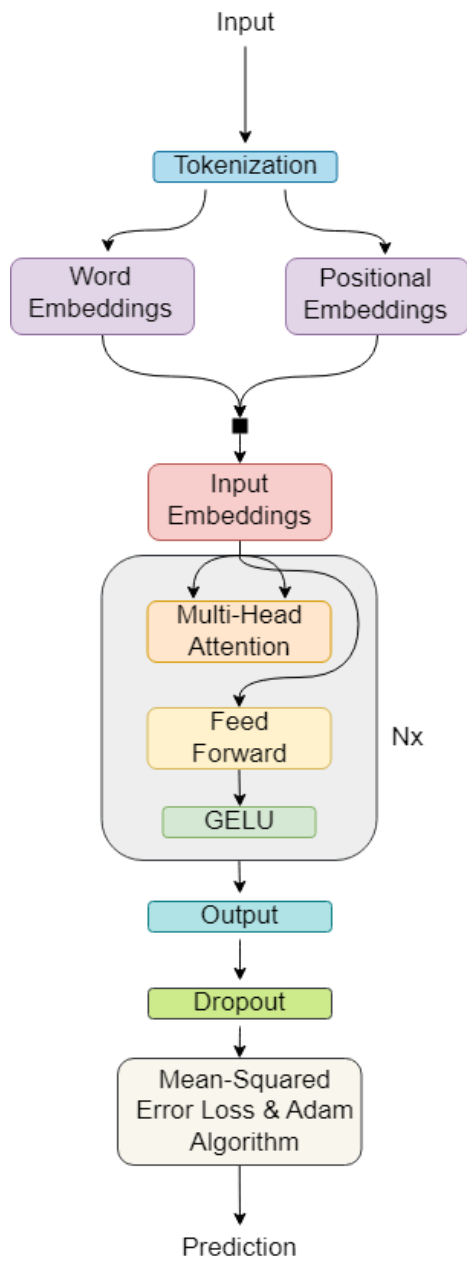 Input
Tokenization
Word
Embeddings
Positional
Embeddings
Input
Embeddings
Multi-Head
Attention
Feed
Forward
Nx
GELU
Output
Dropout
Mean-Squared
Error Loss & Adam
Algorithm
Prediction